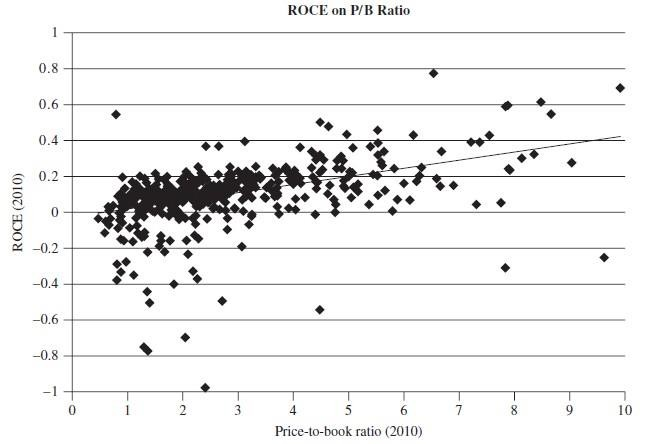 ROCE on P/B Ratio
1
0.8
0.6
0.4
0.2
0
–0.2
–0.4
–0.6
–0.8
–1
ROCE (2010)
0 1 2 3 4 5 6 7 8 9 10
Price-to-book ratio (2010)